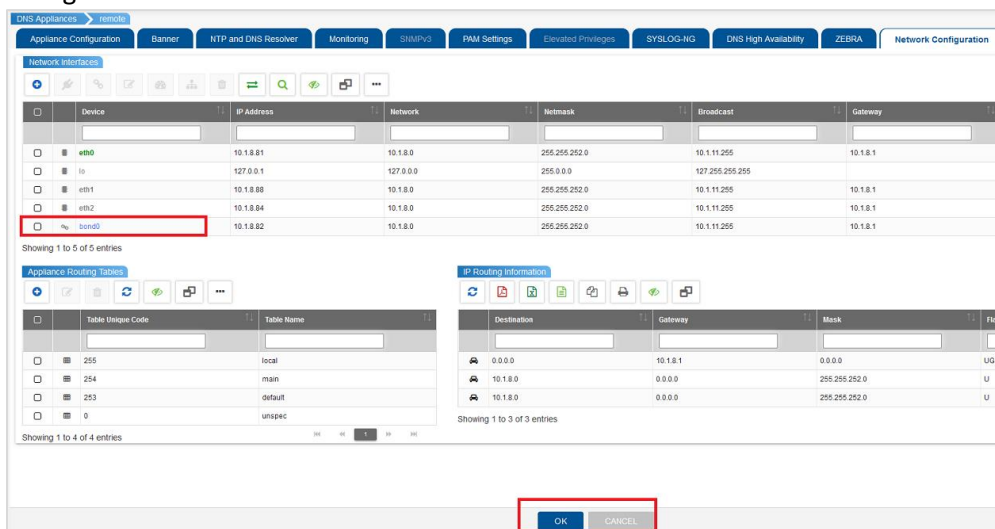 DNS Appliances remote
Appliance Configuration Banner NTP and DNS Resolver Monitoring SNMPv3 PAM Settings Elevated Privileges SYSLOG-NG DNS High Availability ZEBRA Network Configuration
Network Interfaces
Device IP Address Network Netmask Broadcast Gateway
eth0 10.1.8.81 10.1.8.0 255.255.252.0 10.1.11.255 10.1.8.1
lo 127.0.0.1 127.0.0.0 255.0.0.0 127.255.255.255
eth1 10.1.8.88 10.1.8.0 255.255.252.0 10.1.11.255 10.1.8.1
eth2 10.1.8.84 10.1.8.0 255.255.252.0 10.1.11.255 10.1.8.1
bond0 10.1.8.82 10.1.8.0 255.255.252.0 10.1.11.255 10.1.8.1
Showing 1 to 5 of 5 entries
Appliance Routing Tables
Table Unique Code Table Name
255 local
254 main
253 default
0 unspec
Showing 1 to 4 of 4 entries
1
IP Routing Information
Destination Gateway Mask
0.0.0.0 10.1.8.1 0.0.0.0 UG
10.1.8.0 0.0.0.0 255.255.252.0 U
10.1.8.0 0.0.0.0 255.255.252.0 U
Showing 1 to 3 of 3 entries
OK CANCEL